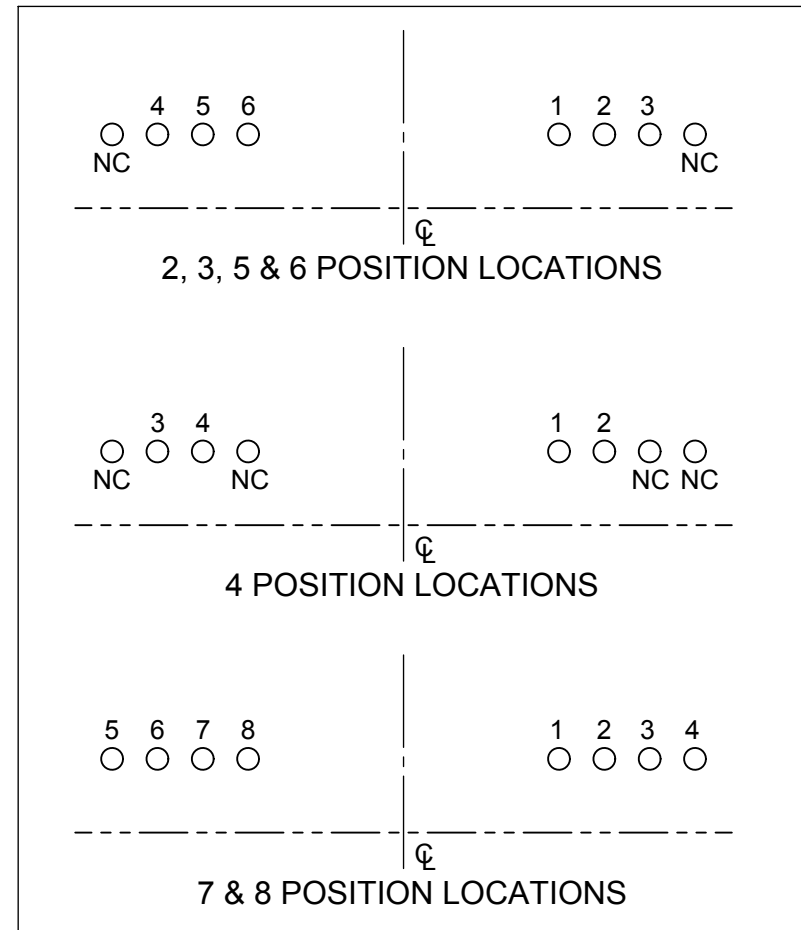 4 5 6 1 2 3
NC NC
℄
2, 3, 5 & 6 POSITION LOCATIONS
3 4 1 2
NC NC NC NC
℄
4 POSITION LOCATIONS
5 6 7 8 1 2 3 4
℄
7 & 8 POSITION LOCATIONS